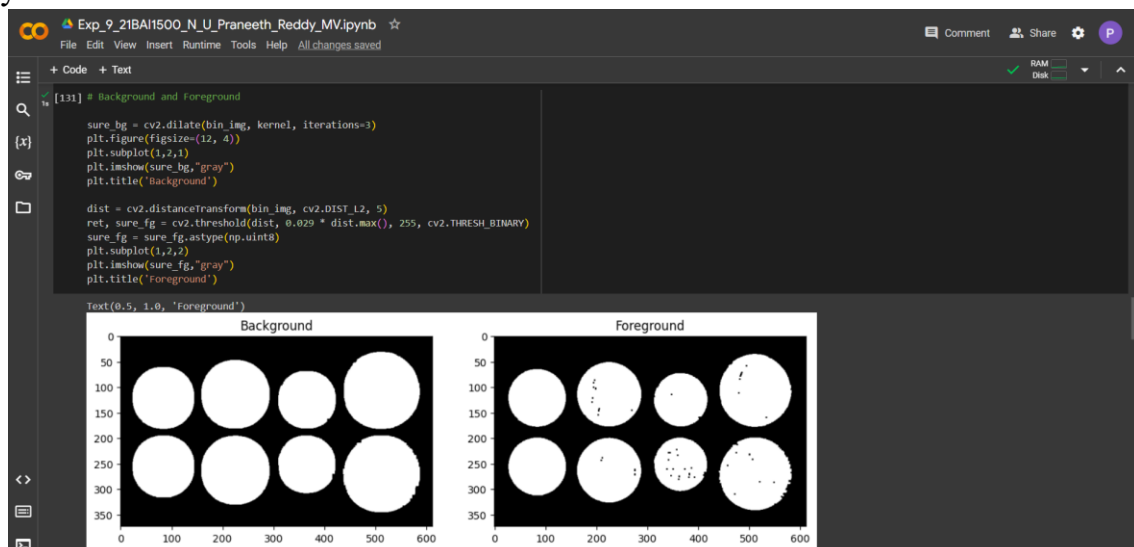 y
CO Exp_9_21BAI1500_N_U_Praneeth_Reddy_MV.ipynb
Comment Share P
File Edit View Insert Runtime Tools Help All changes saved
+ Code + Text
RAM
Disk
{x}
<>
[131] # Background and Foreground
1s
sure_bg = cv2.dilate(bin_img, kernel, iterations=3)
plt.figure(figsize=(12, 4))
plt.subplot(1,2,1)
plt.imshow(sure_bg,"gray")
plt.title('Background')
dist = cv2.distanceTransform(bin_img, cv2.DIST_L2, 5)
ret, sure_fg = cv2.threshold(dist, 0.029 * dist.max(), 255, cv2.THRESH_BINARY)
sure_fg = sure_fg.astype(np.uint8)
plt.subplot(1,2,2)
plt.imshow(sure_fg,"gray")
plt.title('Foreground')
Text(0.5, 1.0, 'Foreground')
Background
0
50
100
150
200
250
300
350
0 100 200 300 400 500 600
Foreground
0
50
100
150
200
250
300
350
0 100 200 300 400 500 600